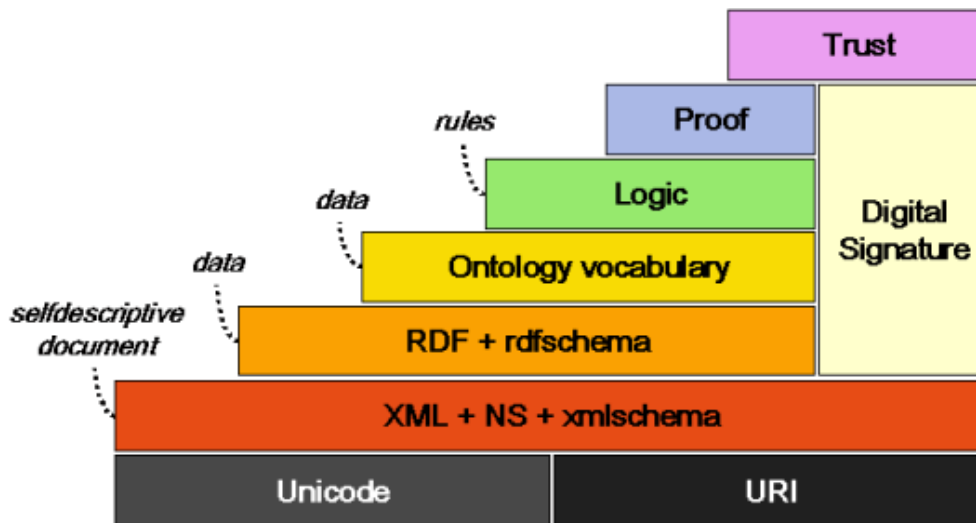 Trust
Proof
rules
Logic
data
Digital
Signature
Ontology vocabulary
data
selfdescriptive
document
RDF + rdfschema
XML + NS + xmlschema
Unicode
URI